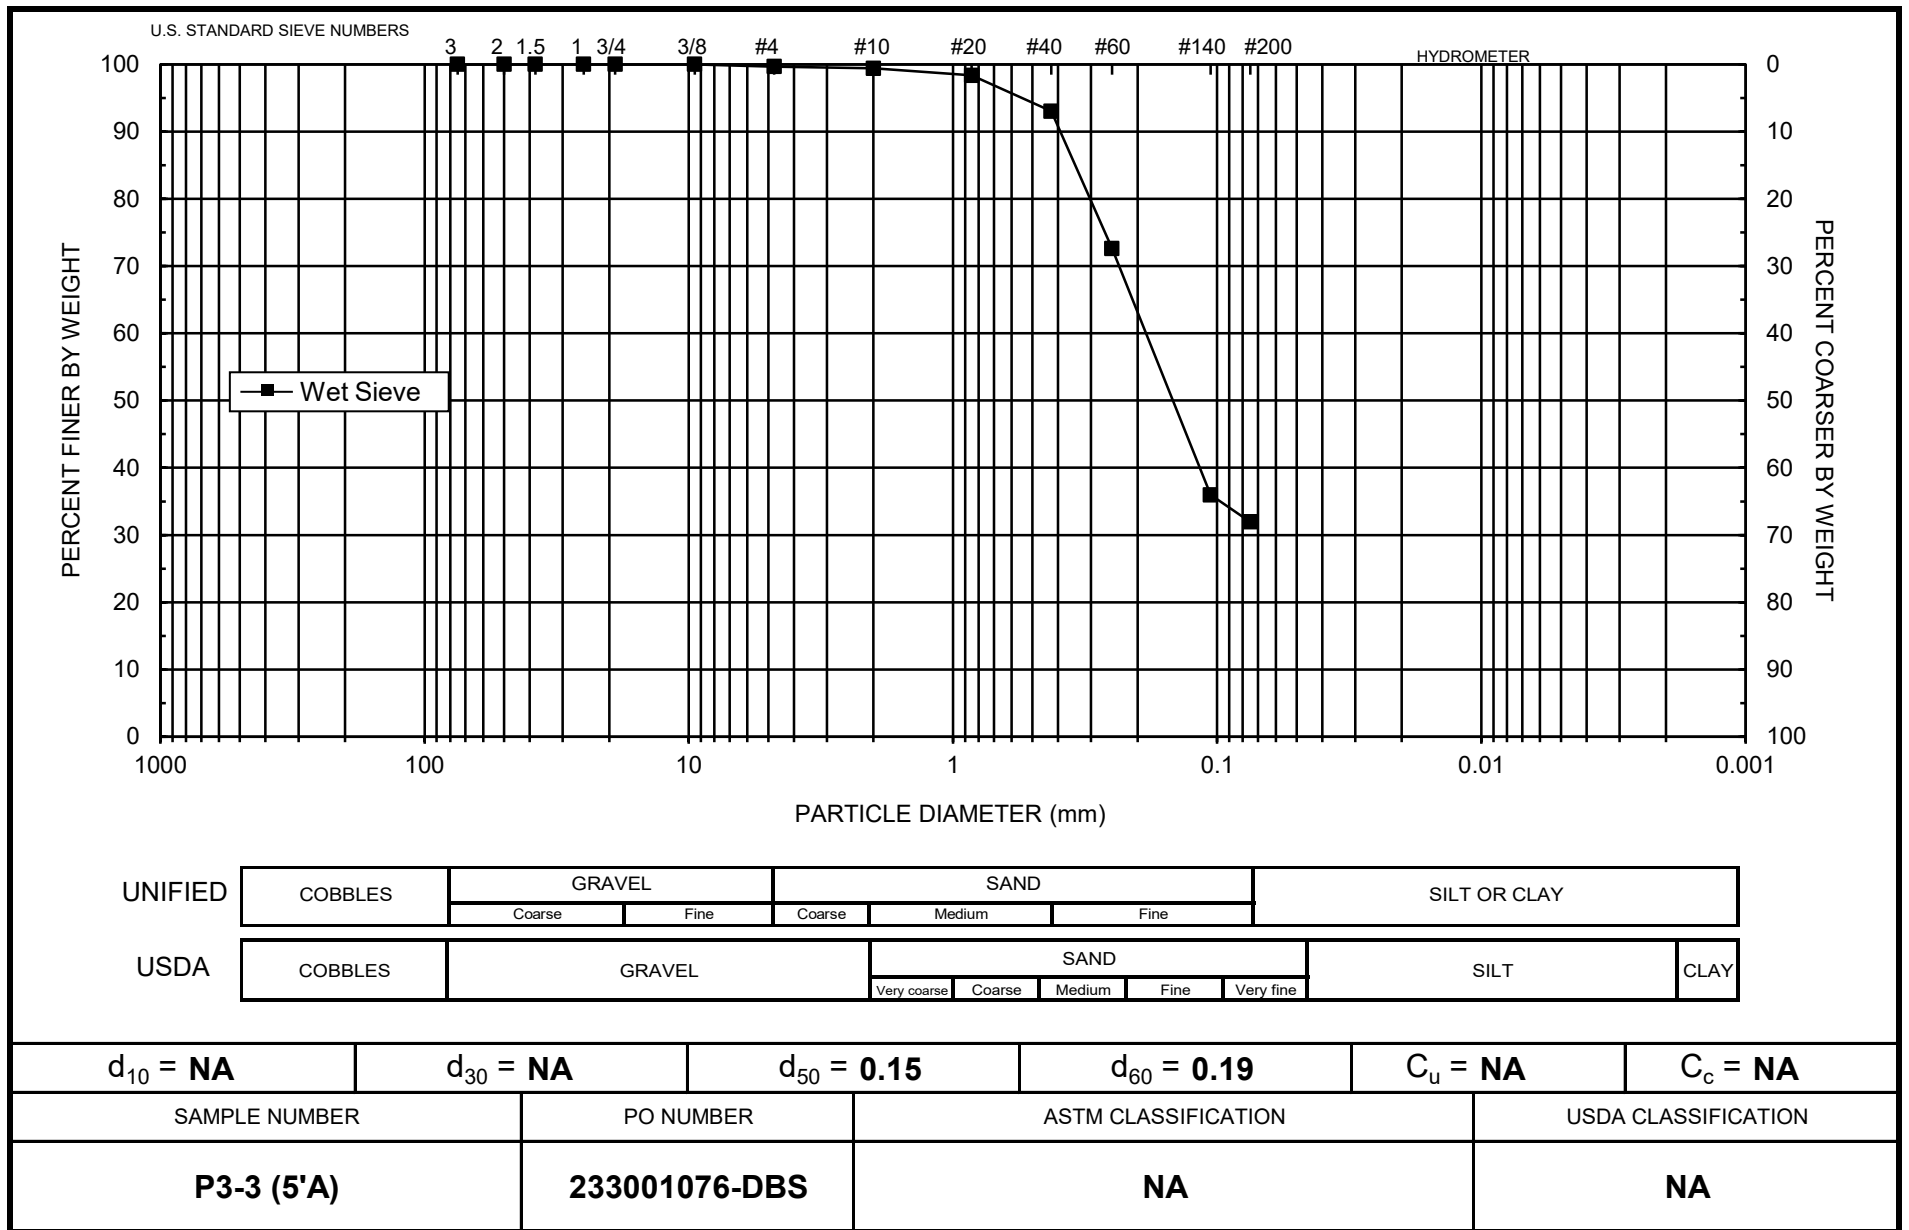 U.S. STANDARD SIEVE NUMBERS
3 2 1.5 1 3/4 3/8 #4 #10 #20 #40 #60 #140 #200
HYDROMETER
100 0
90 10
80 20
70 30
60 40
50 50
40 60
30 70
20 80
10 90
0 100
PERCENT FINER BY WEIGHT
PERCENT COARSER BY WEIGHT
Wet Sieve
1000 100 10 1 0.1 0.01 0.001
PARTICLE DIAMETER (mm)
UNIFIED
COBBLES GRAVEL SAND SILT OR CLAY
Coarse Fine Coarse Medium Fine
USDA
COBBLES GRAVEL SAND SILT CLAY
Very coarse Coarse Medium Fine Very fine
d10 = NA d30 = NA d50 = 0.15 d60 = 0.19 Cu = NA Cc = NA
SAMPLE NUMBER PO NUMBER ASTM CLASSIFICATION USDA CLASSIFICATION
P3-3 (5'A) 233001076-DBS NA NA